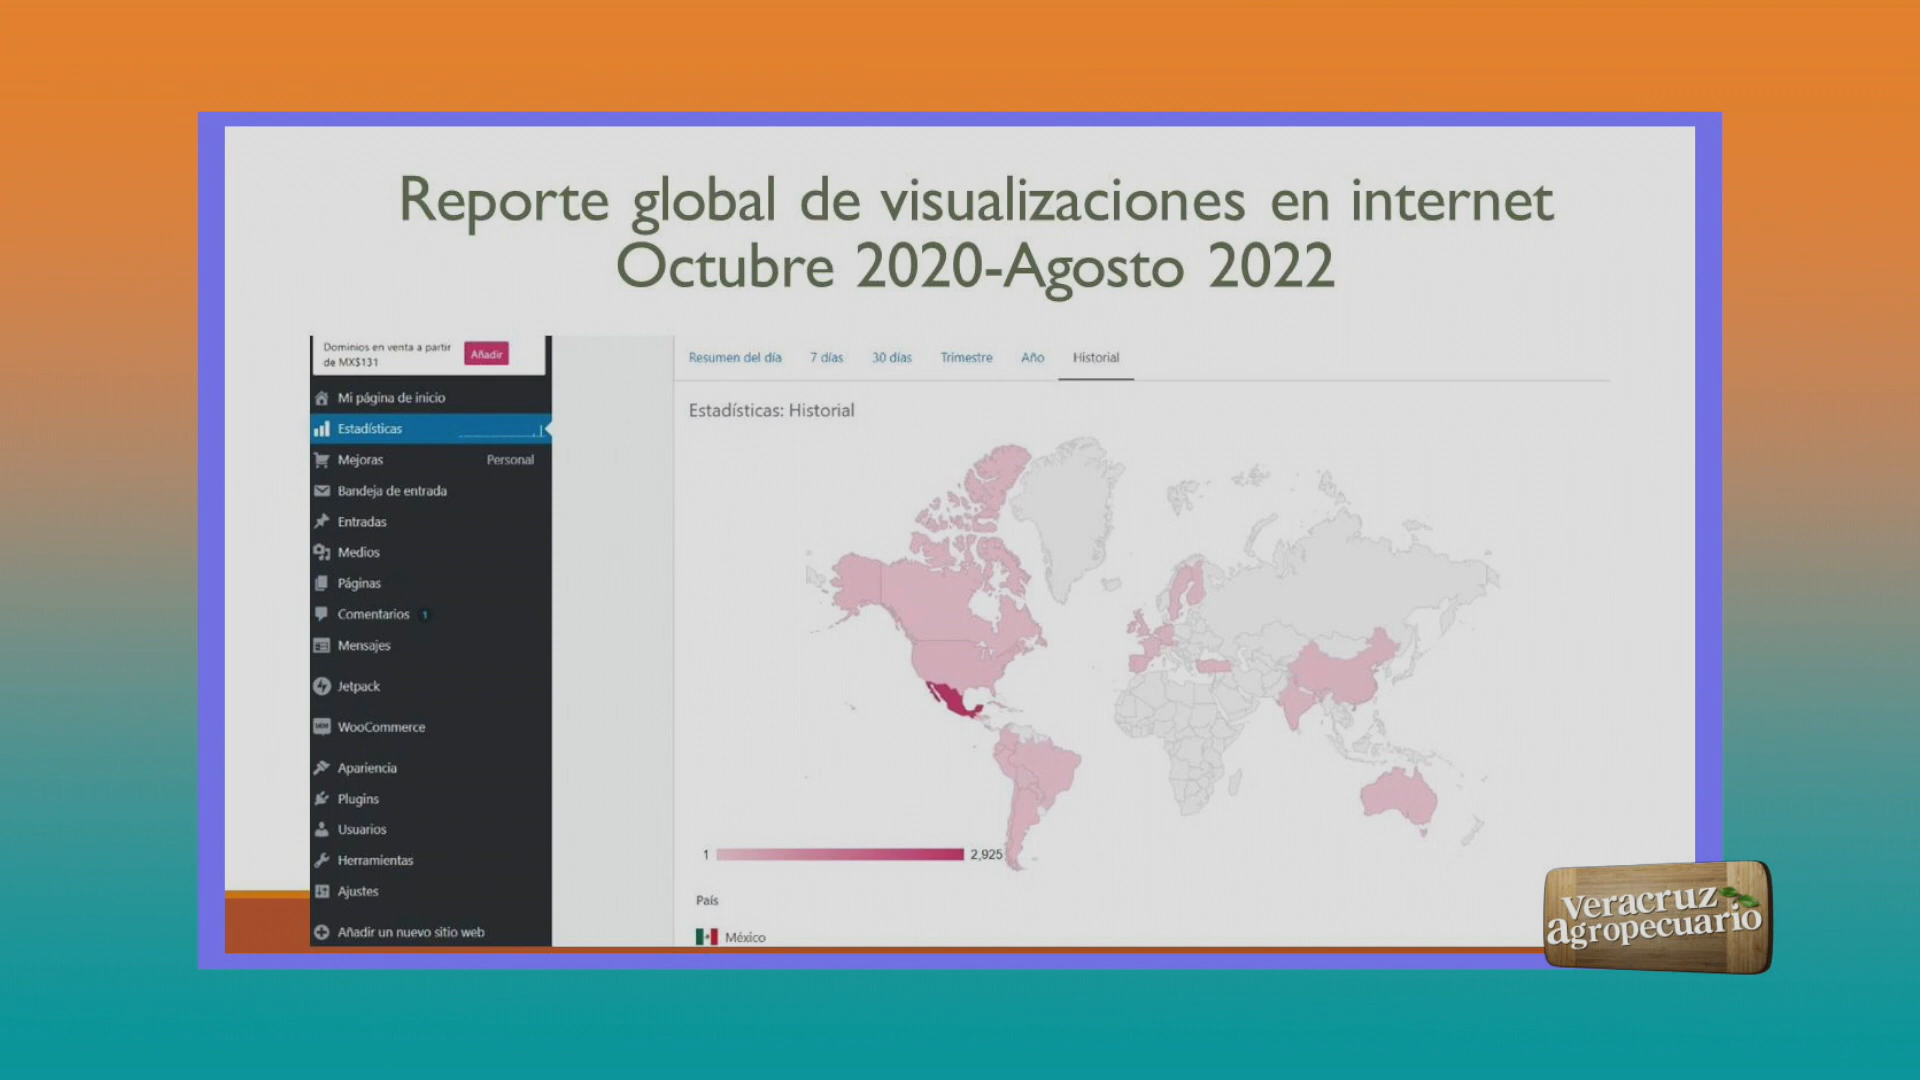 Reporte global de visualizaciones en internet
Octubre 2020-Agosto 2022
Dominios en venta a partir
de MX$131
Añadir
Mi página de inicio
Estadísticas
Mejoras
Personal
Bandeja de entrada
Entradas
Medios
Páginas
Comentarios 1
Mensajes
Jetpack
WooCommerce
Apariencia
Plugins
Usuarios
Herramientas
Ajustes
Añadir un nuevo sitio web
Resumen del día 7 días 30 días Trimestre Año Historial
Estadísticas: Historial
1 2,925
País
México
veracruz
agropecuario